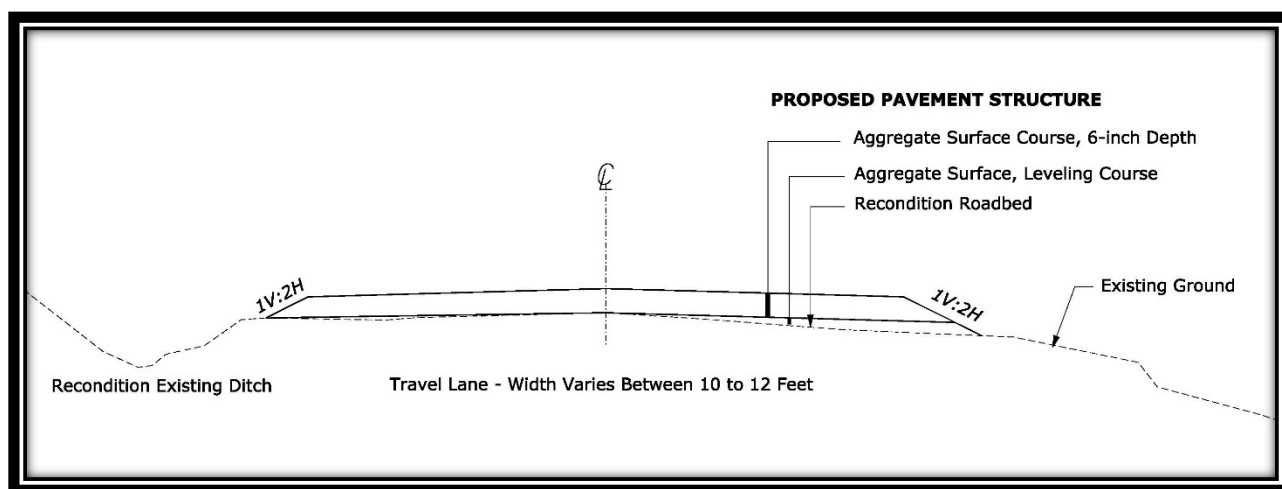 PROPOSED PAVEMENT STRUCTURE
Aggregate Surface Course, 6-inch Depth
Aggregate Surface, Leveling Course
Recondition Roadbed
℄
1V:2H
1V:2H
Existing Ground
Recondition Existing Ditch
Travel Lane - Width Varies Between 10 to 12 Feet